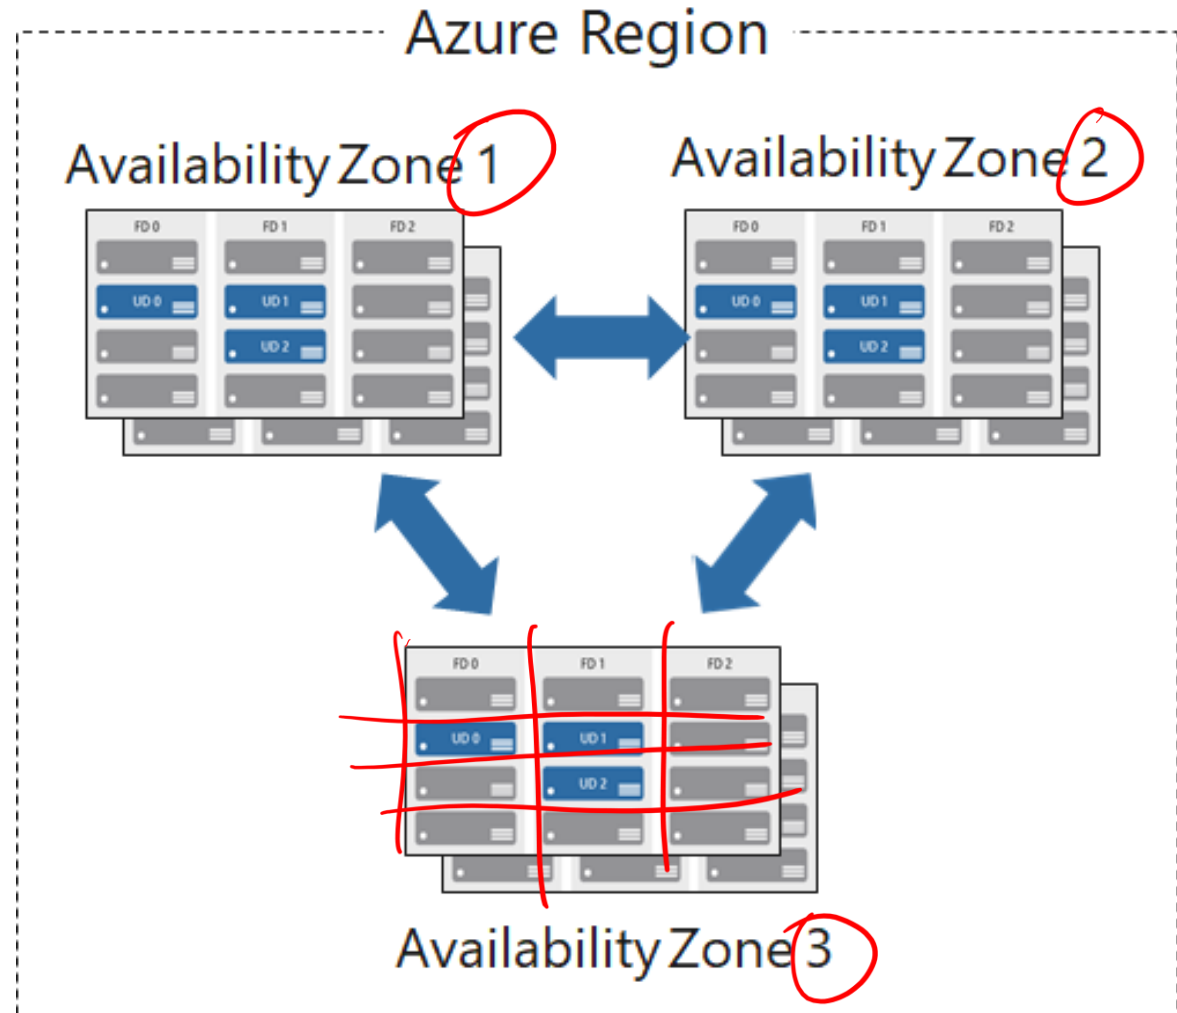 Azure Region
Availability Zone 1
FD 0 FD 1 FD 2
UD 0 UD 1
UD 2
Availability Zone 2
FD 0 FD 1 FD 2
UD 0 UD 1
UD 2
FD 0 FD 1 FD 2
UD 0 UD 1
UD 2
Availability Zone 3